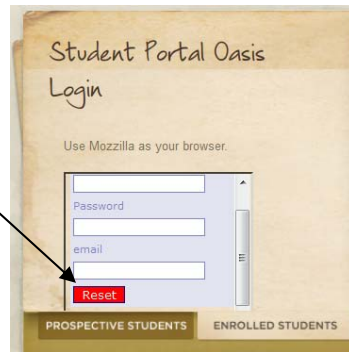 Student Portal Oasis
Login
Use Mozzilla as your browser.
Password
email
Reset
PROSPECTIVE STUDENTS ENROLLED STUDENTS